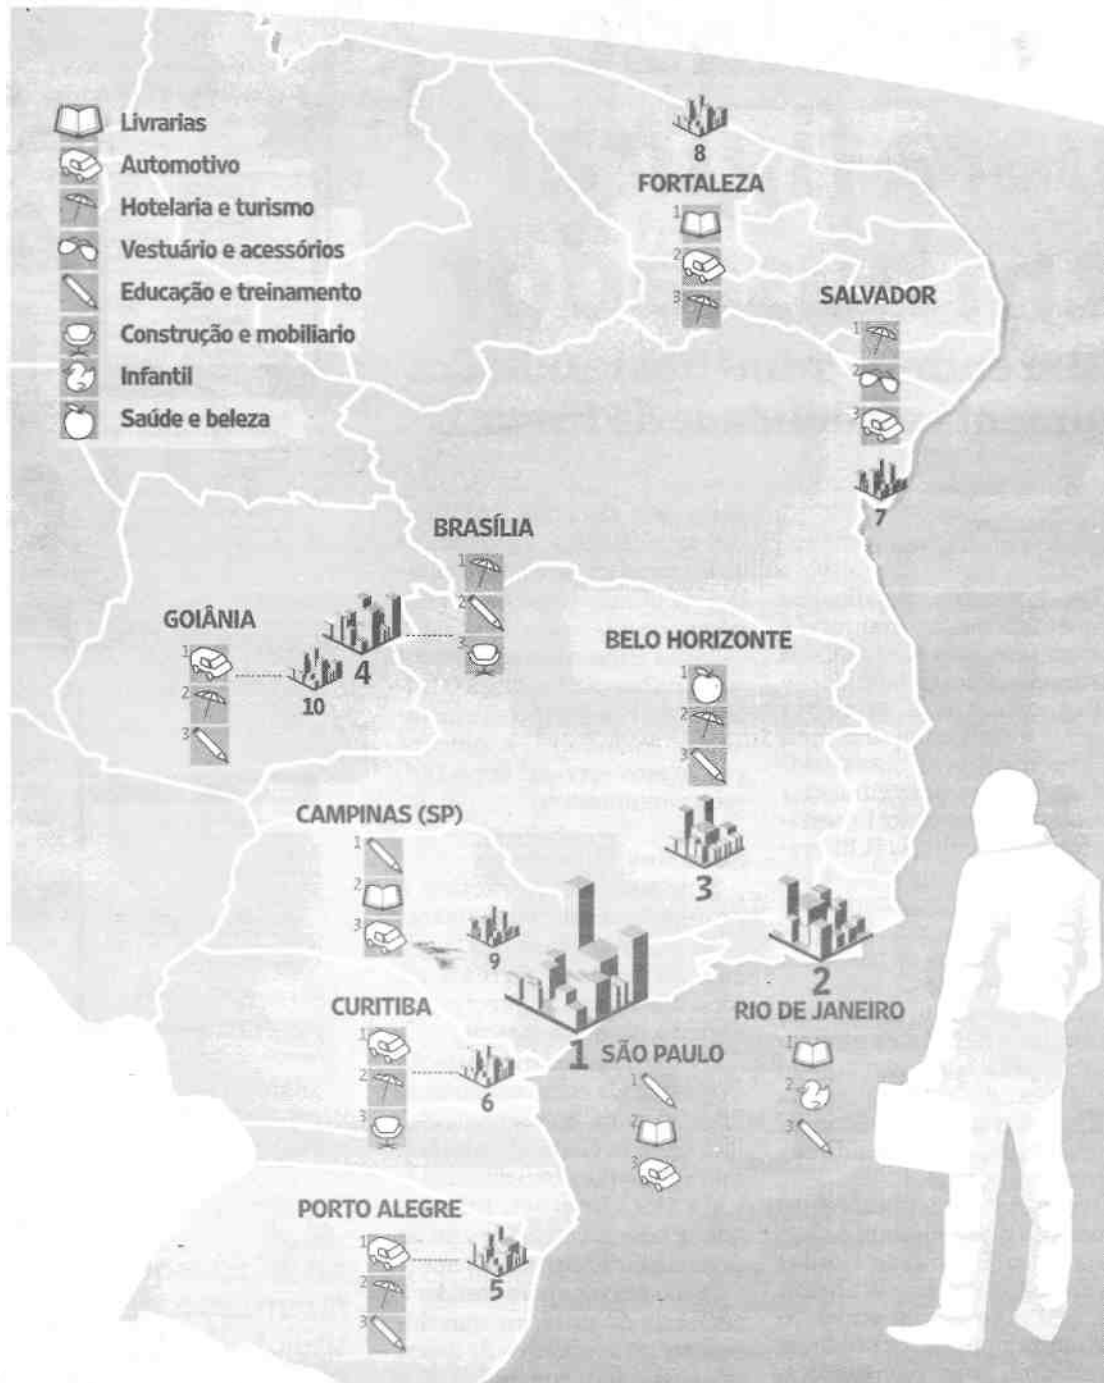 Livrarias
Automotivo
Hotelaria e turismo
Vestuário e acessórios
Educação e treinamento
Construção e mobiliario
Infantil
Saúde e beleza
8
FORTALEZA
1
2
3
SALVADOR
1
2
3
7
BRASÍLIA
1
2
3
4
GOIÂNIA
1
2
3
10
BELO HORIZONTE
1
2
3
3
CAMPINAS (SP)
1
2
3
9
2
RIO DE JANEIRO
1
2
3
1 SÃO PAULO
1
2
3
CURITIBA
1
2
3
6
PORTO ALEGRE
1
2
3
5